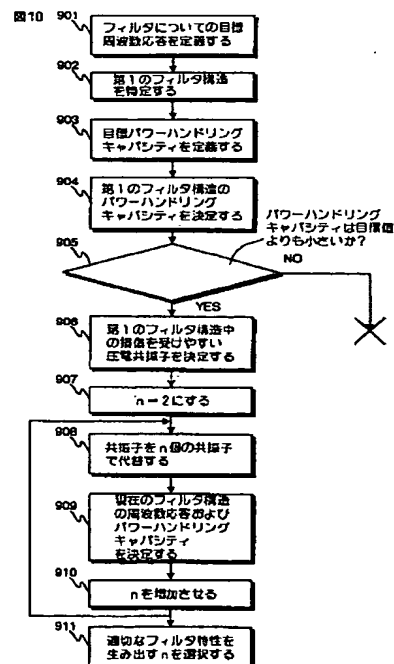 図10
901
フィルタについての目標
周波数応答を定義する
902
第1のフィルタ構造
を特定する
903
目標パワーハンドリング
キャパシティを定義する
904
第1のフィルタ構造の
パワーハンドリング
キャパシティを決定する
905
パワーハンドリング
キャパシティは目標値
よりも小さいか?
NO
YES
906
第1のフィルタ構造中
の損傷を受けやすい
圧電共振子を決定する
907
n=2にする
908
共振子をn個の共振子
で代替する
909
現在のフィルタ構造
の周波数応答および
パワーハンドリング
キャパシティ
を決定する
910
nを増加させる
911
適切なフィルタ特性を
生み出すnを選択する